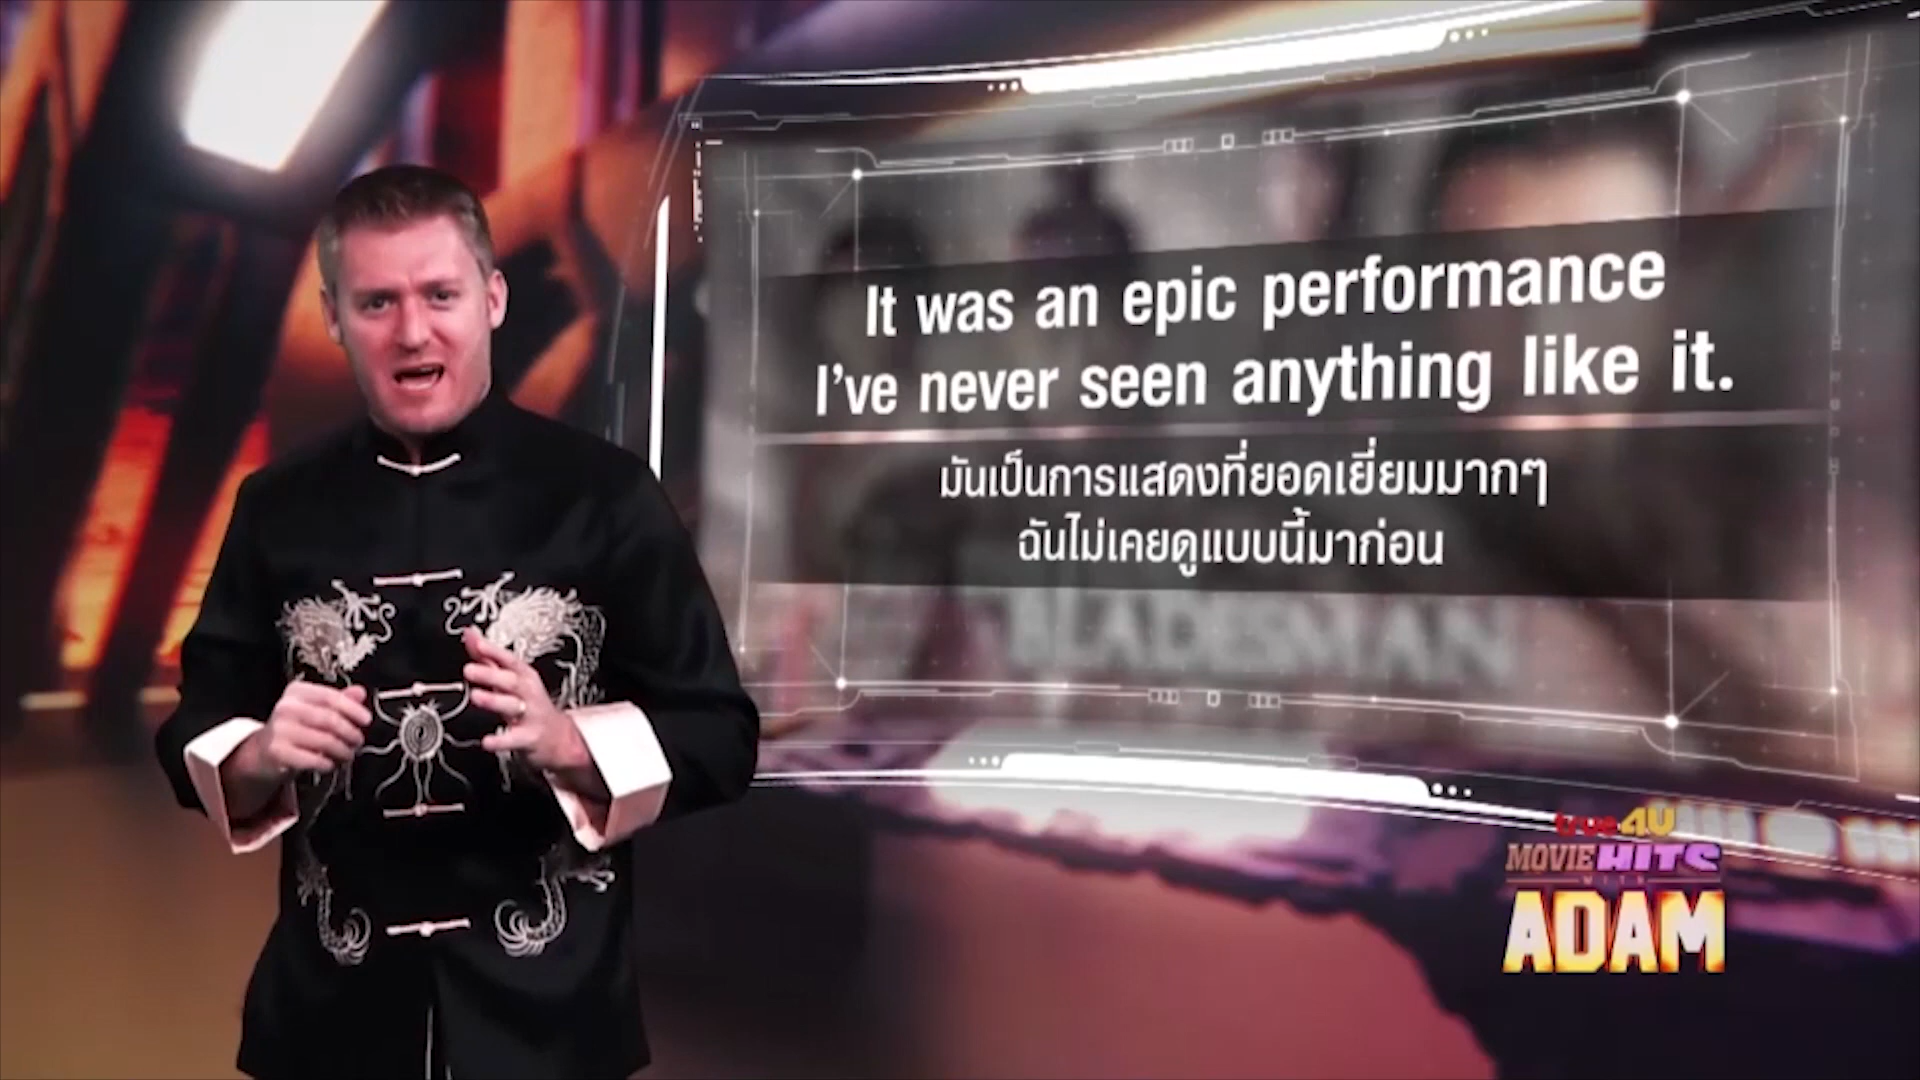 It was an epic performance
I've never seen anything like it.
มันเป็นการแสดงที่ยอดเยี่ยมมากๆ
ฉันไม่เคยดูแบบนี้มาก่อน
BLADESMAN
true4U
MOVIE HITS
WITH
ADAM